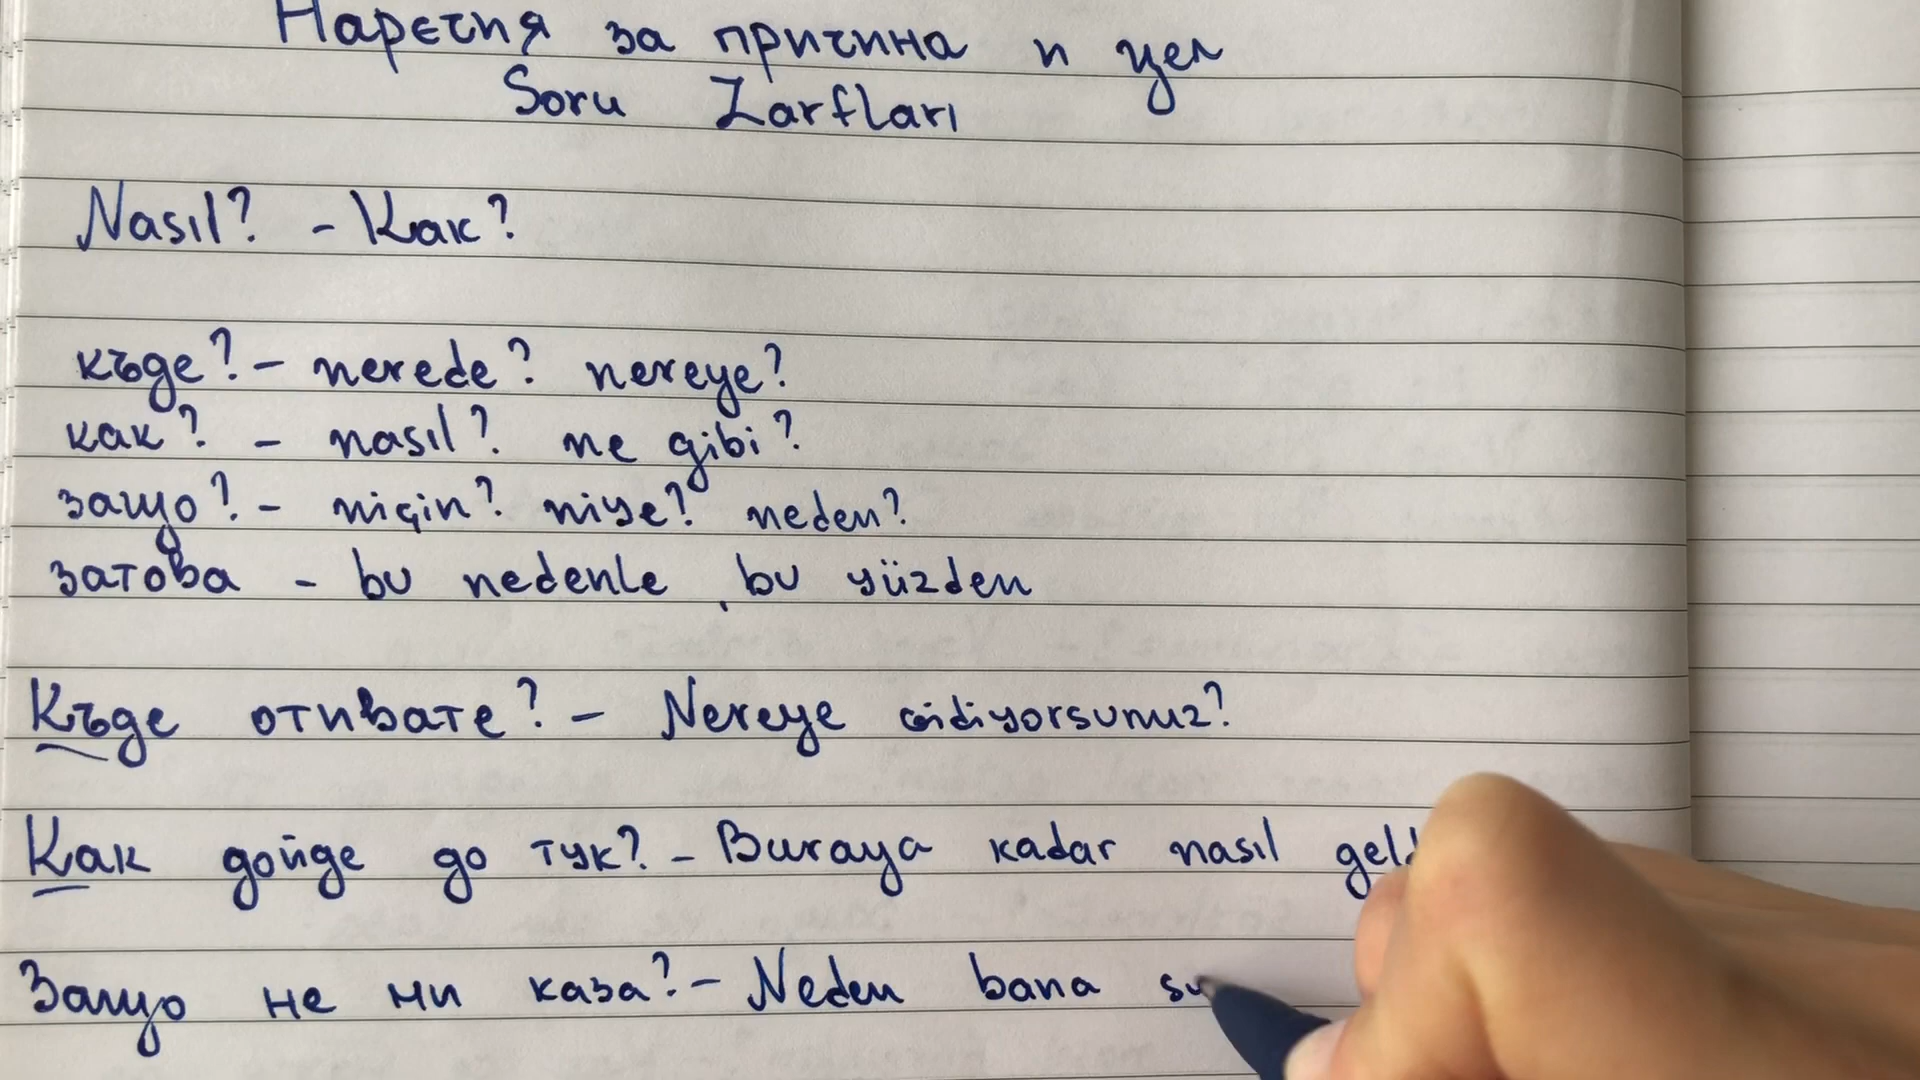 Наречия за причина и цел
Soru Zarfları
Nasıl? - Как?
къде? - nerede? nereye?
как? - nasıl? ne gibi?
защо? - niçin? niye? neden?
затова - bu nedenle, bu yüzden
Къде отивате? - Nereye gidiyorsunuz?
Как дойде до тук? - Buraya kadar nasıl
Защо не ми каза? - Neden bana